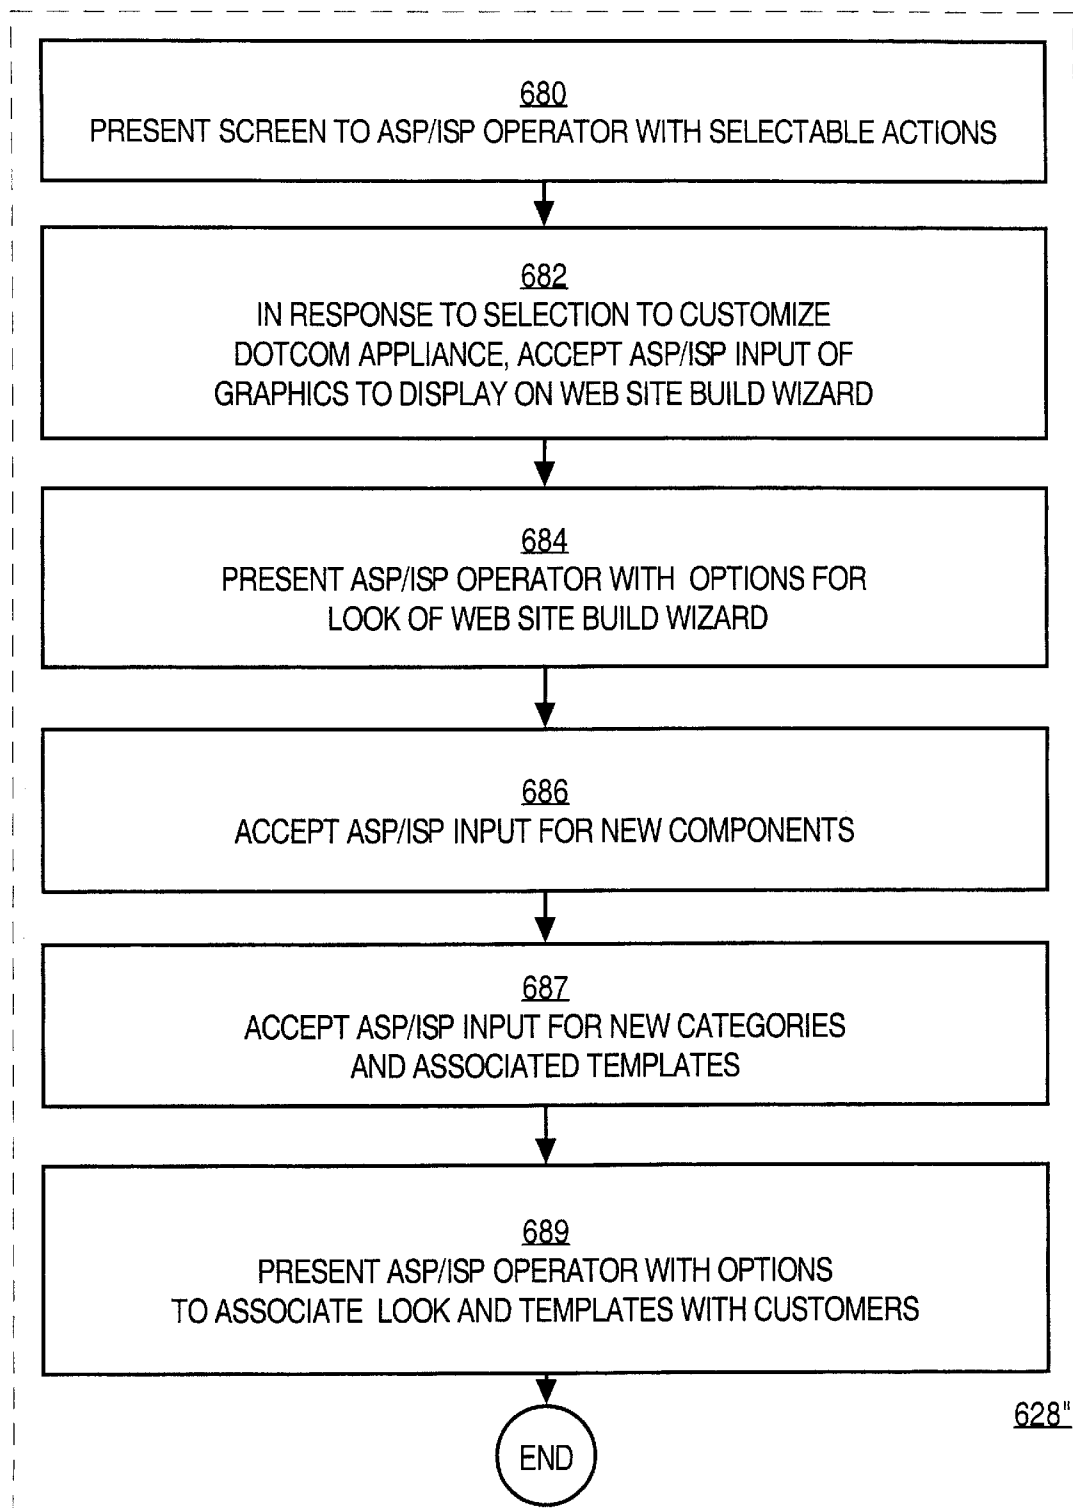 680
PRESENT SCREEN TO ASP/ISP OPERATOR WITH SELECTABLE ACTIONS
682
IN RESPONSE TO SELECTION TO CUSTOMIZE
DOTCOM APPLIANCE, ACCEPT ASP/ISP INPUT OF
GRAPHICS TO DISPLAY ON WEB SITE BUILD WIZARD
684
PRESENT ASP/ISP OPERATOR WITH OPTIONS FOR
LOOK OF WEB SITE BUILD WIZARD
686
ACCEPT ASP/ISP INPUT FOR NEW COMPONENTS
687
ACCEPT ASP/ISP INPUT FOR NEW CATEGORIES
AND ASSOCIATED TEMPLATES
689
PRESENT ASP/ISP OPERATOR WITH OPTIONS
TO ASSOCIATE LOOK AND TEMPLATES WITH CUSTOMERS
628"
END